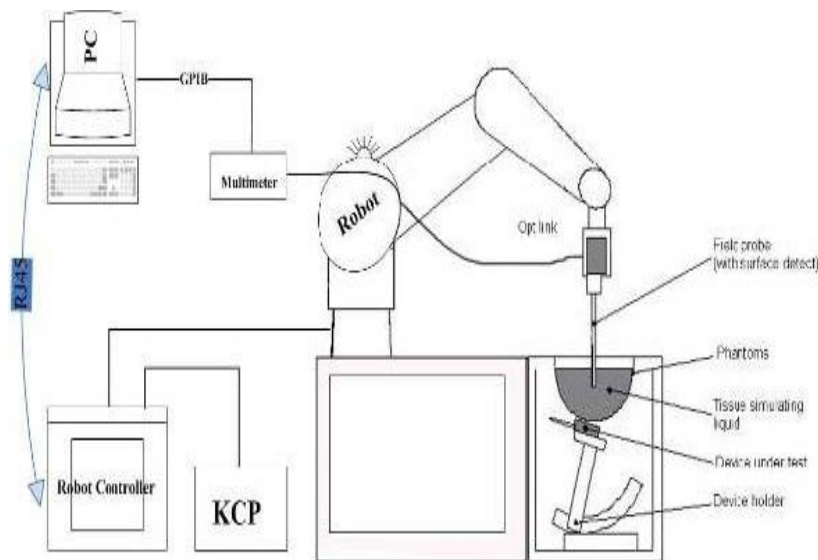 PC
GPIB
Multimeter
Robot
Opt link
Field probe
(with surface detect)
RJ45
Phantoms
Tissue simulating
liquid
Device under test
Device holder
Robot Controller
KCP